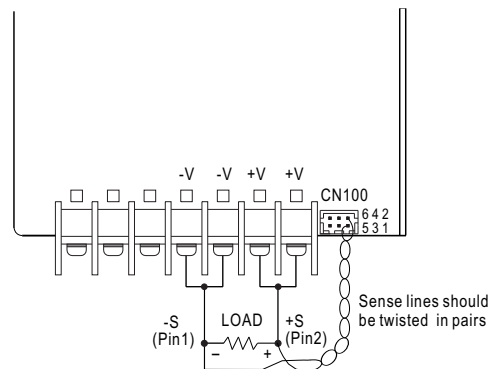 -V -V +V +V
CN100
6 4 2
5 3 1
-S
(Pin1)
LOAD
+S
(Pin2)
– +
Sense lines should
be twisted in pairs